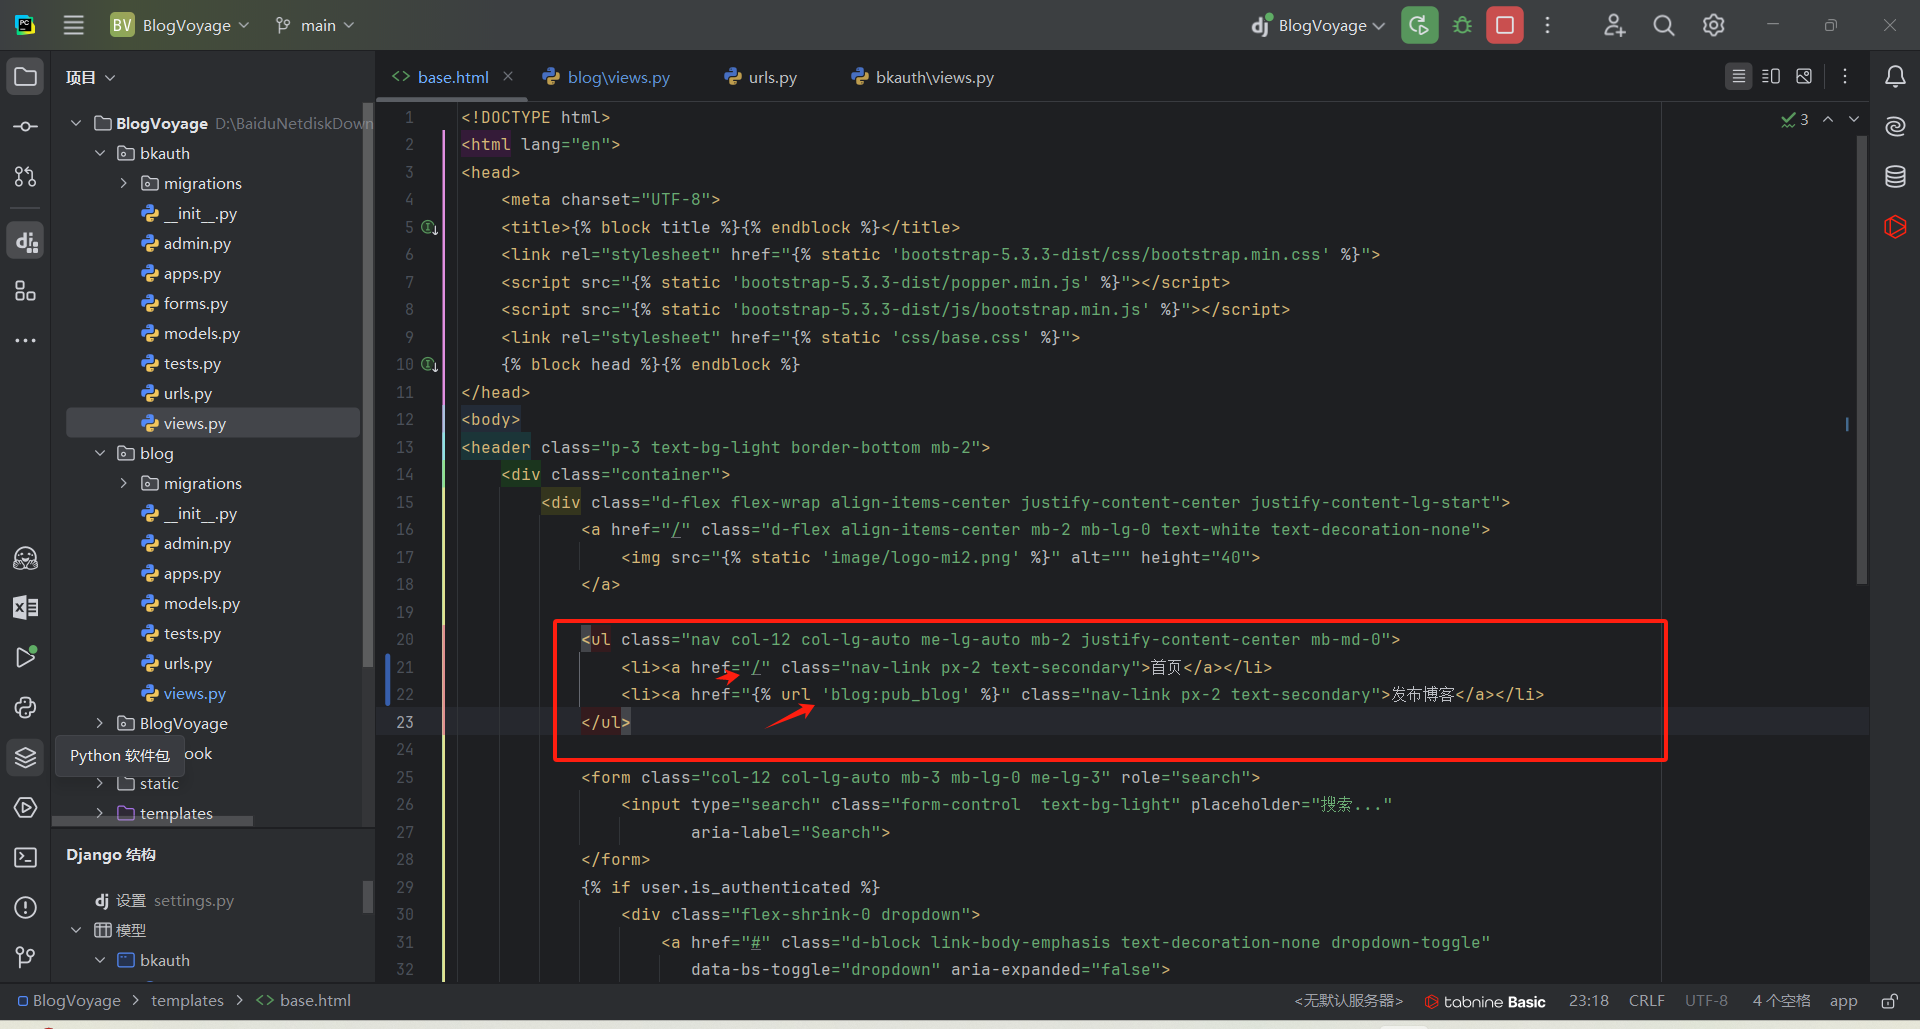 BV BlogVoyage main
BlogVoyage
项目
base.html blog\views.py urls.py bkauth\views.py
BlogVoyage D:\BaiduNetdiskDown
bkauth
migrations
__init__.py
admin.py
apps.py
forms.py
models.py
tests.py
urls.py
views.py
blog
migrations
__init__.py
admin.py
apps.py
models.py
tests.py
urls.py
views.py
BlogVoyage
Python 软件包 ook
static
templates
Django 结构
设置 settings.py
模型
bkauth
3
1 <!DOCTYPE html>
2 <html lang="en">
3 <head>
4 <meta charset="UTF-8">
5 <title>{% block title %}{% endblock %}</title>
6 <link rel="stylesheet" href="{% static 'bootstrap-5.3.3-dist/css/bootstrap.min.css' %}">
7 <script src="{% static 'bootstrap-5.3.3-dist/popper.min.js' %}"></script>
8 <script src="{% static 'bootstrap-5.3.3-dist/js/bootstrap.min.js' %}"></script>
9 <link rel="stylesheet" href="{% static 'css/base.css' %}">
10 {% block head %}{% endblock %}
11 </head>
12 <body>
13 <header class="p-3 text-bg-light border-bottom mb-2">
14 <div class="container">
15 <div class="d-flex flex-wrap align-items-center justify-content-center justify-content-lg-start">
16 <a href="/" class="d-flex align-items-center mb-2 mb-lg-0 text-white text-decoration-none">
17 <img src="{% static 'image/logo-mi2.png' %}" alt="" height="40">
18 </a>
19
20 <ul class="nav col-12 col-lg-auto me-lg-auto mb-2 justify-content-center mb-md-0">
21 <li><a href="/" class="nav-link px-2 text-secondary">首页</a></li>
22 <li><a href="{% url 'blog:pub_blog' %}" class="nav-link px-2 text-secondary">发布博客</a></li>
23 </ul>
24
25 <form class="col-12 col-lg-auto mb-3 mb-lg-0 me-lg-3" role="search">
26 <input type="search" class="form-control  text-bg-light" placeholder="搜索..."
27 aria-label="Search">
28 </form>
29 {% if user.is_authenticated %}
30 <div class="flex-shrink-0 dropdown">
31 <a href="#" class="d-block link-body-emphasis text-decoration-none dropdown-toggle"
32 data-bs-toggle="dropdown" aria-expanded="false">
BlogVoyage > templates > <> base.html <无默认服务器> tabnine Basic 23:18 CRLF UTF-8 4 个空格 app